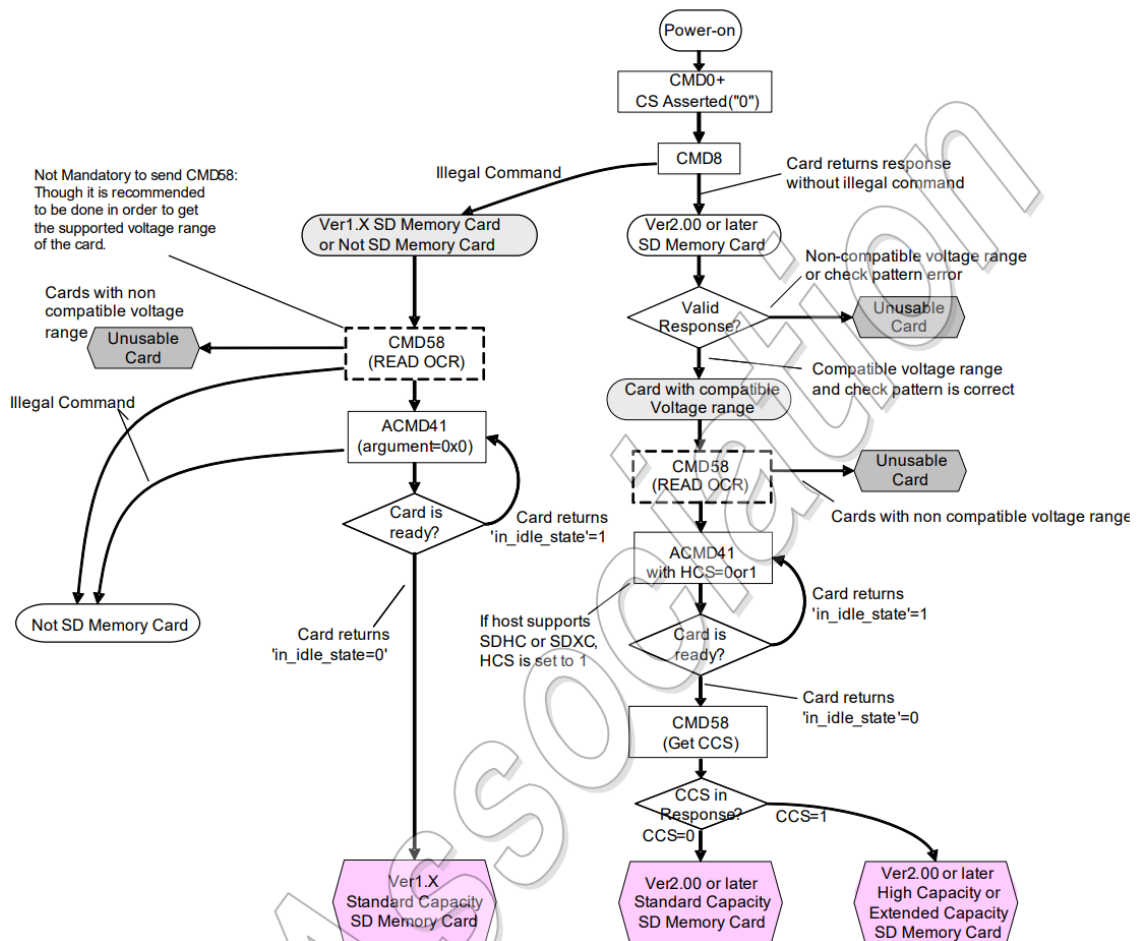 Power-on
CMD0+
CS Asserted("0")
CMD8
Illegal Command
Card returns response
without illegal command
Not Mandatory to send CMD58:
Though it is recommended
to be done in order to get
the supported voltage range
of the card.
Ver1.X SD Memory Card
or Not SD Memory Card
Ver2.00 or later
SD Memory Card
Non-compatible voltage range
or check pattern error
Cards with non
compatible voltage
range
Unusable
Card
CMD58
(READ OCR)
Valid
Response?
Unusable
Card
Compatible voltage range
and check pattern is correct
Card with compatible
Voltage range
Illegal Command
ACMD41
(argument=0x0)
CMD58
(READ OCR)
Unusable
Card
Cards with non compatible voltage range
Card is
ready?
Card returns
'in_idle_state'=1
ACMD41
with HCS=0or1
Card returns
'in_idle_state'=1
If host supports
SDHC or SDXC,
HCS is set to 1
Card is
ready?
Not SD Memory Card
Card returns
'in_idle_state=0'
Card returns
'in_idle_state'=0
CMD58
(Get CCS)
CCS in
Response?
CCS=0
CCS=1
Ver1.X
Standard Capacity
SD Memory Card
Ver2.00 or later
Standard Capacity
SD Memory Card
Ver2.00 or later
High Capacity or
Extended Capacity
SD Memory Card
Association